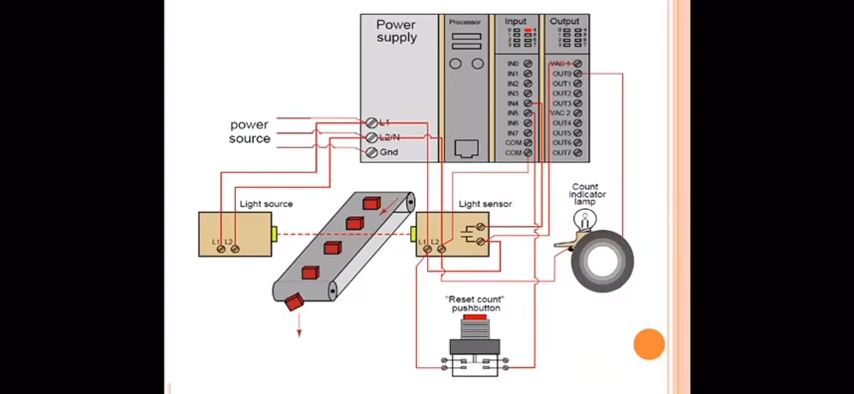 Power
supply
Processor
Input
Output
IN0
IN1
IN2
IN3
IN4
IN5
IN6
IN7
COM
COM
VAC 1
OUT0
OUT1
OUT2
OUT3
VAC 2
OUT4
OUT5
OUT6
OUT7
L1
L2/N
Gnd
power
source
Light source
L1 L2
Light sensor
L1 L2
Count
indicator
lamp
"Reset count"
pushbutton